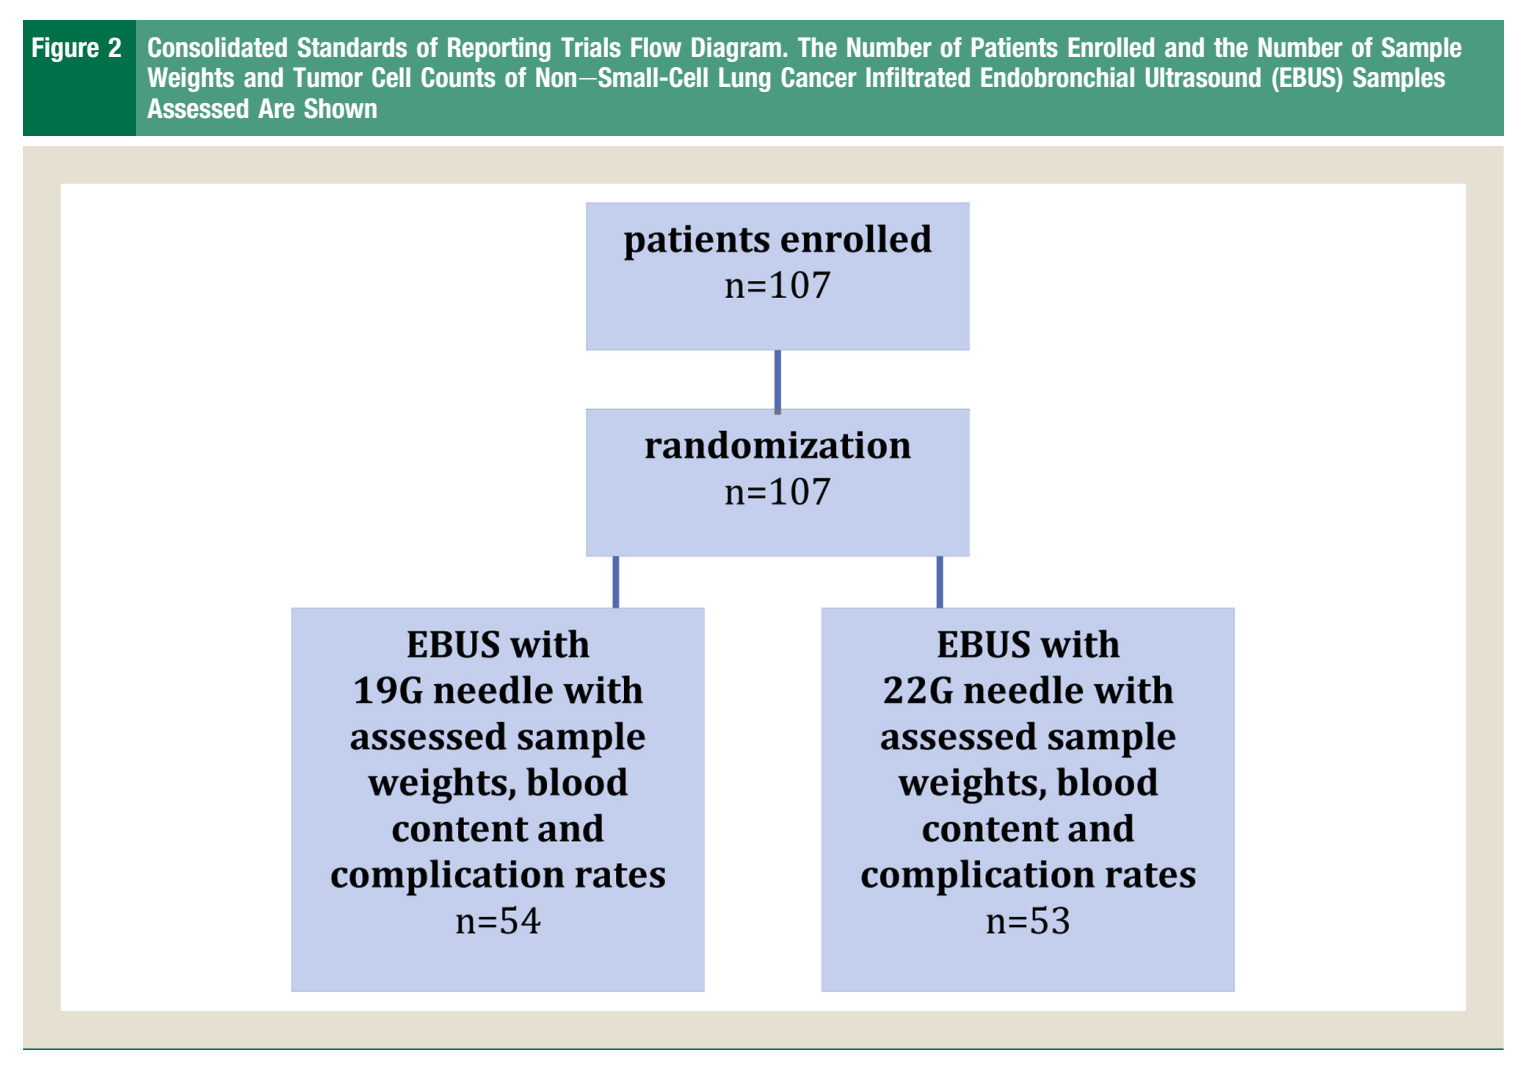 Figure 2
Consolidated Standards of Reporting Trials Flow Diagram. The Number of Patients Enrolled and the Number of Sample
Weights and Tumor Cell Counts of Non—Small-Cell Lung Cancer Infiltrated Endobronchial Ultrasound (EBUS) Samples
Assessed Are Shown
patients enrolled
n=107
randomization
n=107
EBUS with
19G needle with
assessed sample
weights, blood
content and
complication rates
n=54
EBUS with
22G needle with
assessed sample
weights, blood
content and
complication rates
n=53